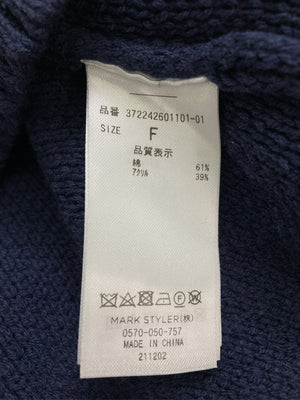 品番 372242601101-01
SIZE F
品質表示
綿 61%
アクリル 39%
MARK STYLER(株)
0570-050-757
MADE IN CHINA
211202